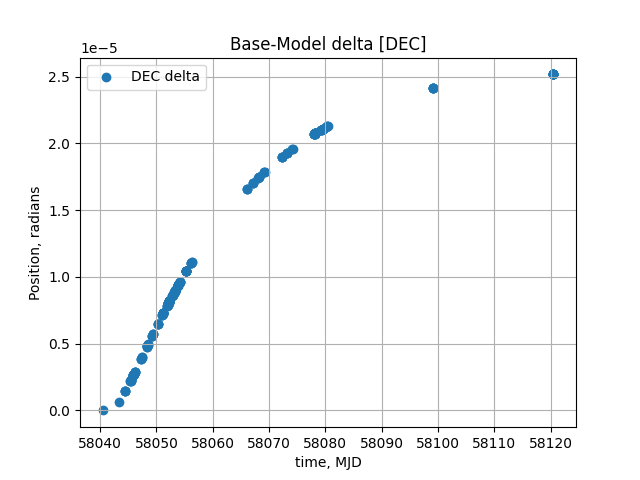 Base-Model delta [DEC]
1e−5
DEC delta
2.5
2.0
1.5
1.0
0.5
0.0
Position, radians
58040 58050 58060 58070 58080 58090 58100 58110 58120
time, MJD